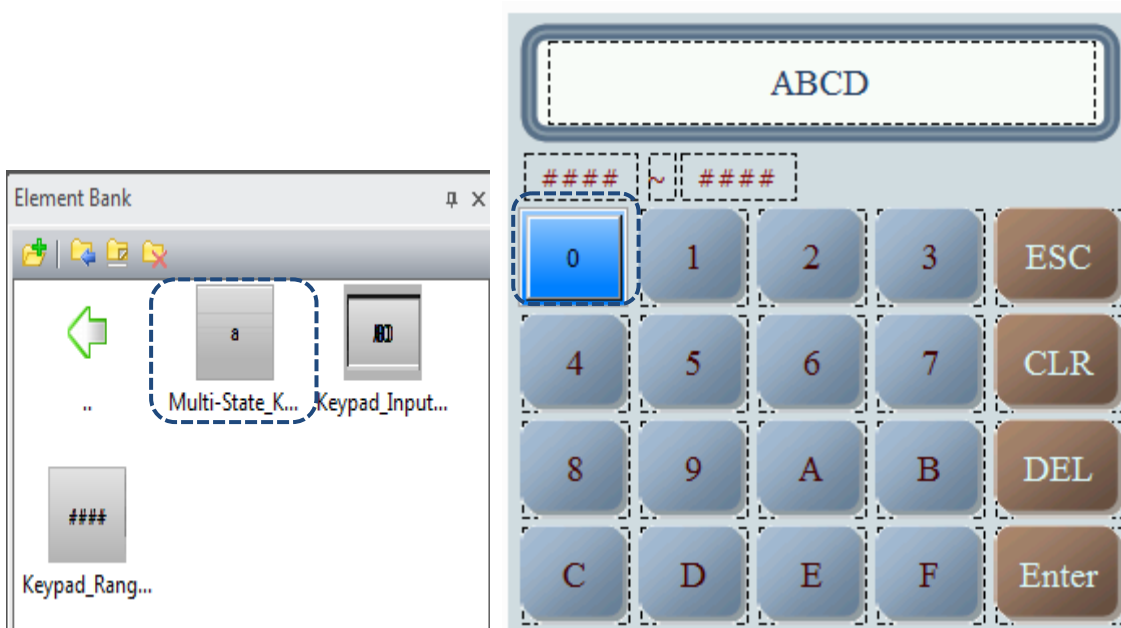 Element Bank
a
..
Multi-State_K...
Keypad_Input...
####
Keypad_Rang...
ABCD
#### ~ ####
0 1 2 3 ESC
4 5 6 7 CLR
8 9 A B DEL
C D E F Enter